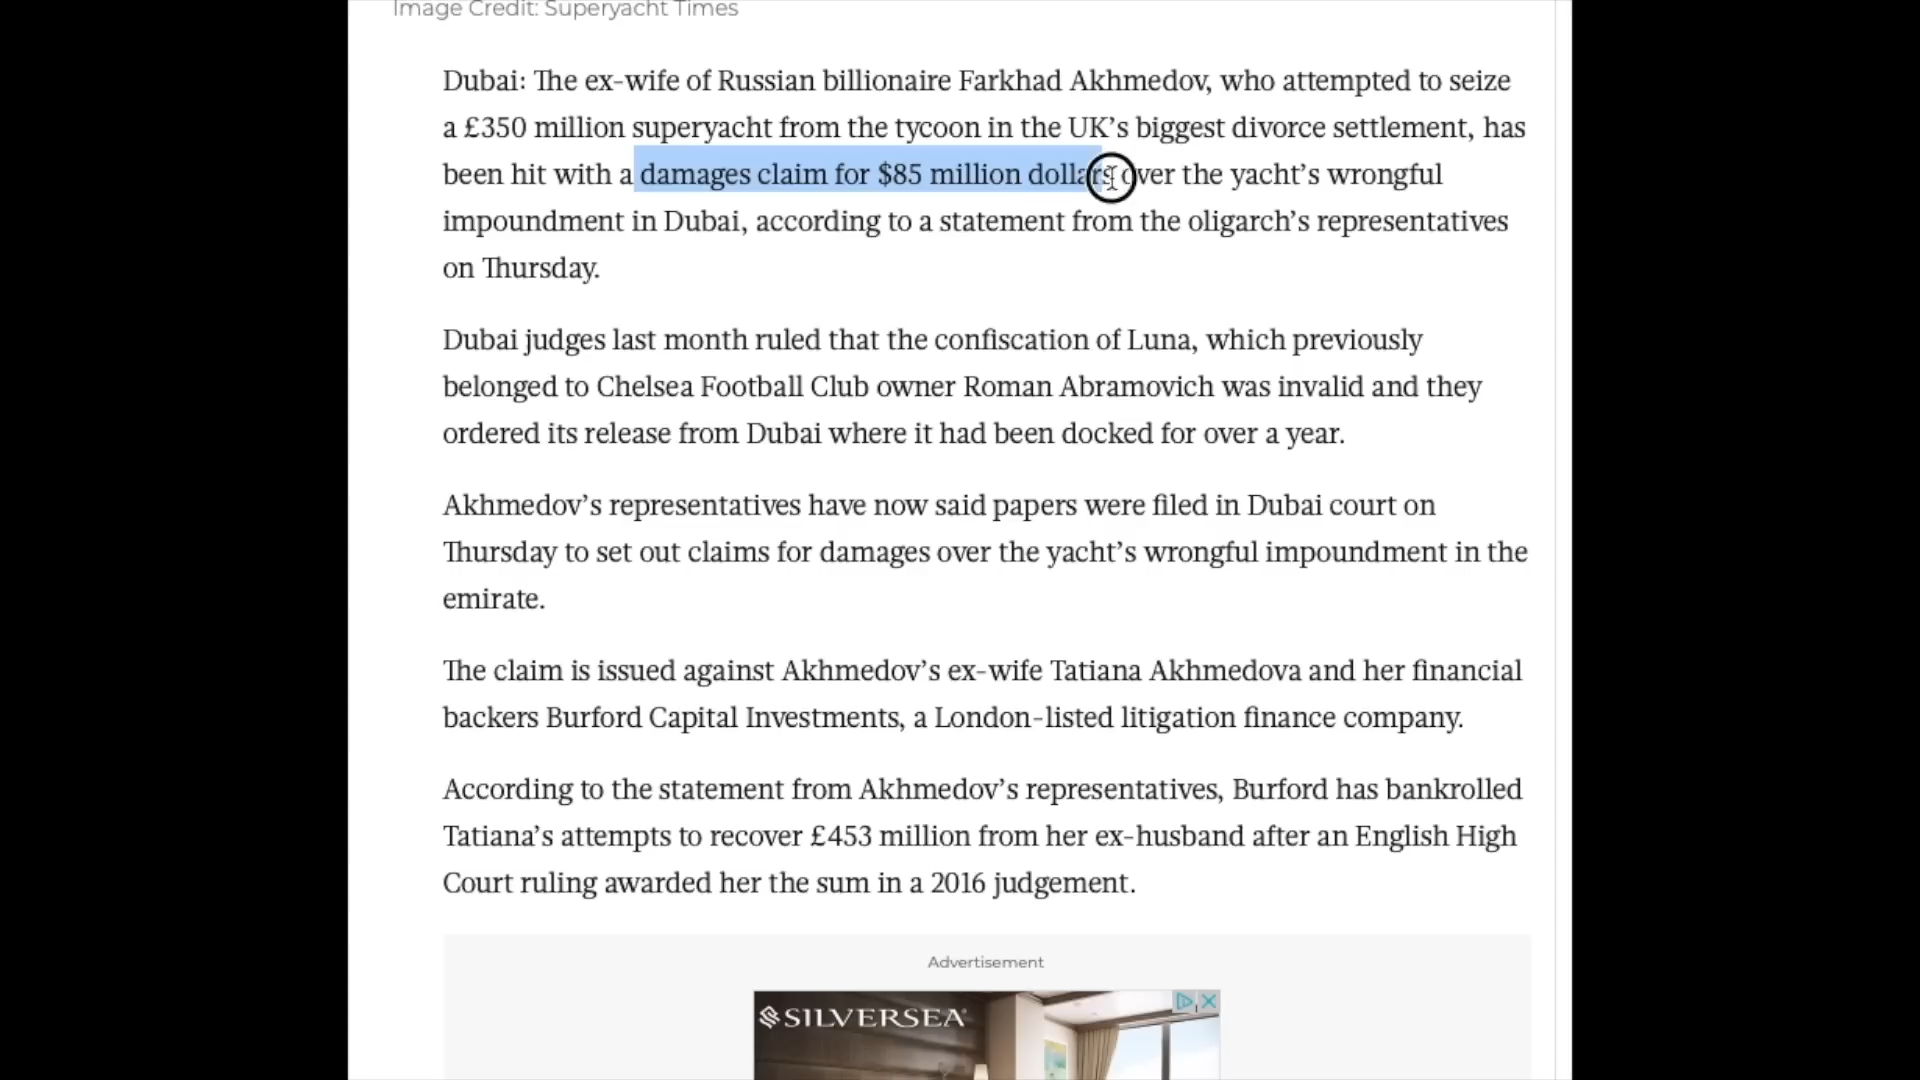 Image Credit: Superyacht Times
Dubai: The ex-wife of Russian billionaire Farkhad Akhmedov, who attempted to seize
a £350 million superyacht from the tycoon in the UK’s biggest divorce settlement, has
been hit with a damages claim for $85 million dollars over the yacht’s wrongful
impoundment in Dubai, according to a statement from the oligarch’s representatives
on Thursday.
Dubai judges last month ruled that the confiscation of Luna, which previously
belonged to Chelsea Football Club owner Roman Abramovich was invalid and they
ordered its release from Dubai where it had been docked for over a year.
Akhmedov’s representatives have now said papers were filed in Dubai court on
Thursday to set out claims for damages over the yacht’s wrongful impoundment in the
emirate.
The claim is issued against Akhmedov’s ex-wife Tatiana Akhmedova and her financial
backers Burford Capital Investments, a London-listed litigation finance company.
According to the statement from Akhmedov’s representatives, Burford has bankrolled
Tatiana’s attempts to recover £453 million from her ex-husband after an English High
Court ruling awarded her the sum in a 2016 judgement.
Advertisement
SILVERSEA